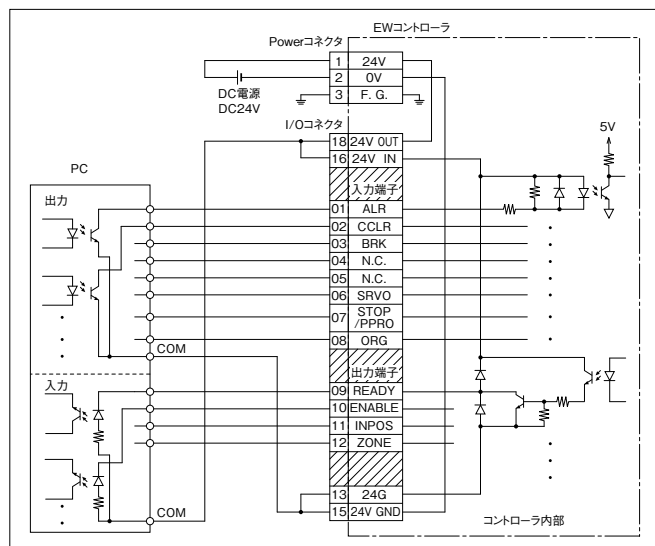 EWコントローラ
Powerコネクタ
1 24V
2 0V
3 F. G.
DC電源
DC24V
I/Oコネクタ
18 24V OUT
16 24V IN
5V
PC
入力端子
出力
01 ALR
02 CCLR
03 BRK
04 N.C.
05 N.C.
06 SRVO
07 STOP
/PPRO
08 ORG
COM
出力端子
入力
09 READY
10 ENABLE
11 INPOS
12 ZONE
13 24G
15 24V GND
COM
コントローラ内部